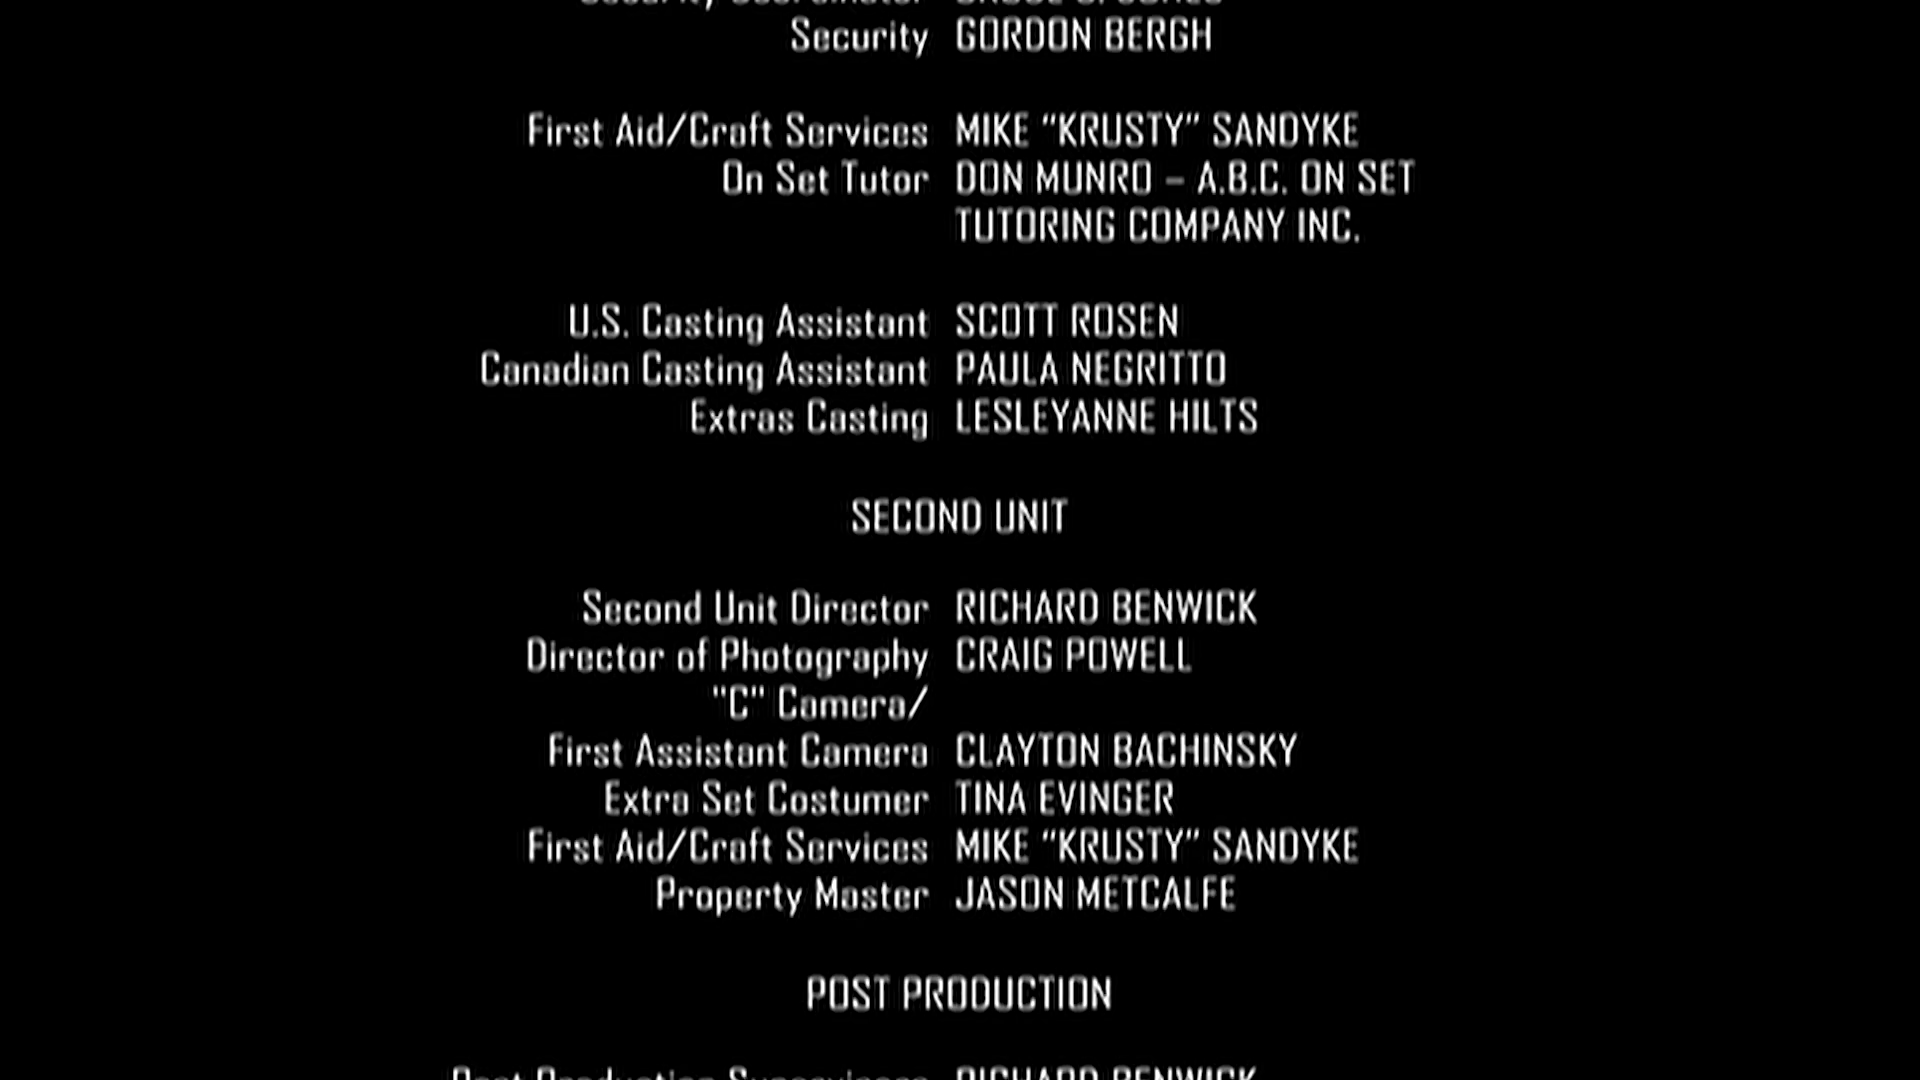 Security GORDON BERGH
First Aid/Craft Services MIKE "KRUSTY" SANDYKE
On Set Tutor DON MUNRO – A.B.C. ON SET
TUTORING COMPANY INC.
U.S. Casting Assistant SCOTT ROSEN
Canadian Casting Assistant PAULA NEGRITTO
Extras Casting LESLEYANNE HILTS
SECOND UNIT
Second Unit Director RICHARD BENWICK
Director of Photography CRAIG POWELL
"C" Camera/
First Assistant Camera CLAYTON BACHINSKY
Extra Set Costumer TINA EVINGER
First Aid/Craft Services MIKE "KRUSTY" SANDYKE
Property Master JASON METCALFE
POST PRODUCTION
RICHARD BENWICK